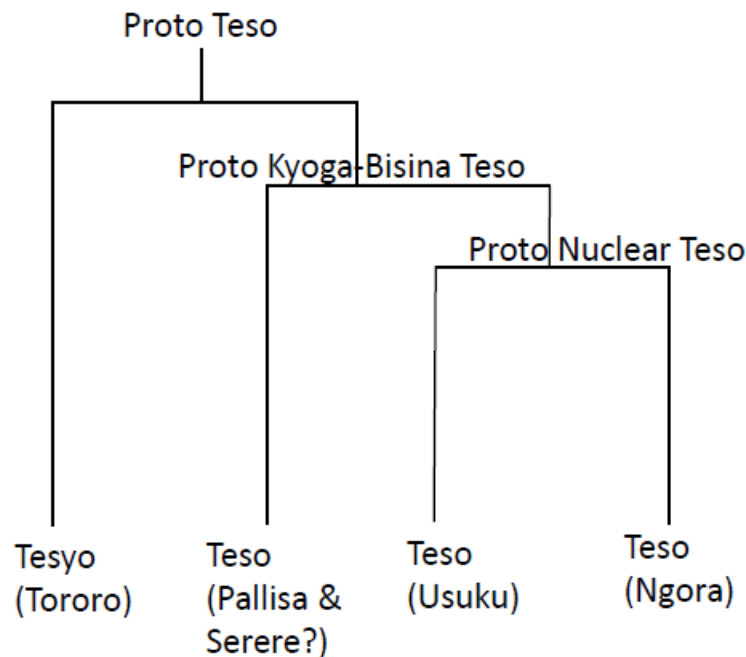 Proto Teso
Proto Kyoga-Bisina Teso
Proto Nuclear Teso
Tesyo
(Tororo)
Teso
(Pallisa &
Serere?)
Teso
(Usuku)
Teso
(Ngora)